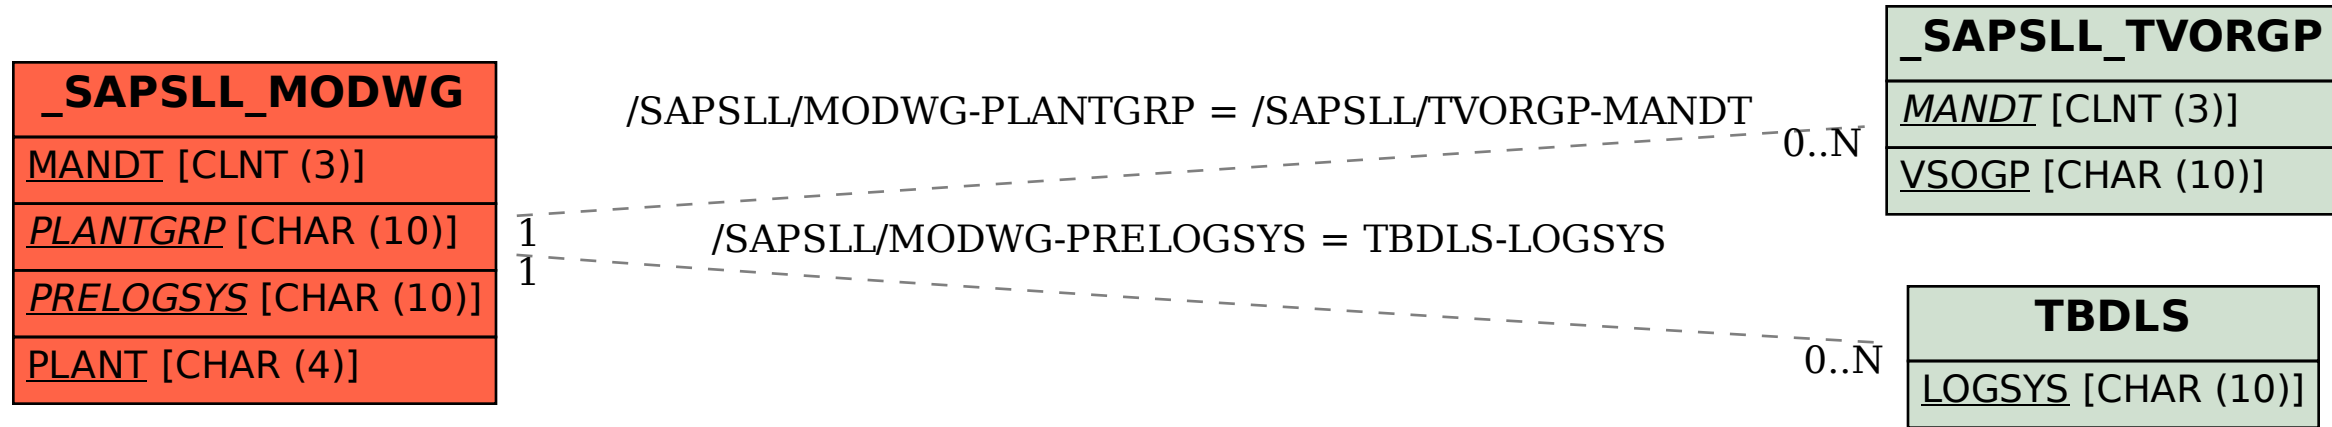 _SAPSLL_MODWG
MANDT [CLNT (3)]
PLANTGRP [CHAR (10)]
PRELOGSYS [CHAR (10)]
PLANT [CHAR (4)]
/SAPSLL/MODWG-PLANTGRP = /SAPSLL/TVORGP-MANDT
0..N
1
/SAPSLL/MODWG-PRELOGSYS = TBDLS-LOGSYS
1
0..N
_SAPSLL_TVORGP
MANDT [CLNT (3)]
VSOGP [CHAR (10)]
TBDLS
LOGSYS [CHAR (10)]